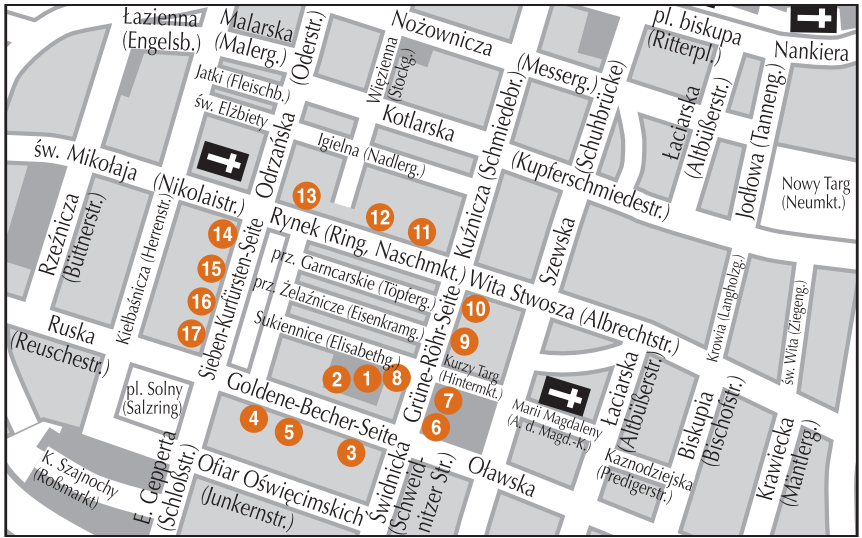 Łazienna
(Engelsb.)
Malarska
(Malerg.)
(Oderstr.)
Nożownicza
Więzienna
(Stockg.)
(Messerg.)
pl. biskupa
(Ritterpl.)
Nankiera
Jatki (Fleischb.)
św. Elżbiety
Kotlarska
Igielna (Nadlerg.)
Odrzańska
Kuźnicza (Schmiedebr.)
Schuhbrücke
(Kupferschmiedestr.)
Łaciarska
(Altbüßerstr.)
Jodłowa (Tanneng.)
Nowy Targ
(Neumkt.)
św. Mikołaja
(Nikolaistr.)
Rzeźnicza
(Büttnerstr.)
Kiełbaśnicza (Herrenstr.)
13
12
11
14
15
16
17
Rynek (Ring, Naschmkt.)
prz. Garncarskie (Töpferg.)
prz. Żelaźnicze (Eisenkramg.)
Sukiennice (Elisabethg.)
Sieben-Kurfürsten-Seite
Grüne-Röhr-Seite
Szewska
Wita Stwosza (Albrechtstr.)
Krowia (Langholzg.)
św. Wita (Ziegeng.)
10
9
Kurzy Targ
(Hintermkt.)
2
1
8
7
6
Ruska
(Reuschestr.)
pl. Solny
(Salzring)
Goldene-Becher-Seite
4
5
3
Marii Magdaleny
(A. d. Magd.-K.)
Łaciarska
(Altbüßerstr.)
Biskupia
(Bischofstr.)
Kaznodziejska
(Predigerstr.)
Krawiecka
(Mäntlerg.)
K. Szajnochy
(Roßmarkt)
E. Gepperta
(Schloßstr.)
Ofiar Oświęcimskich
(Junkernstr.)
Świdnicka
(Schweid-
nitzer Str.)
Oławska